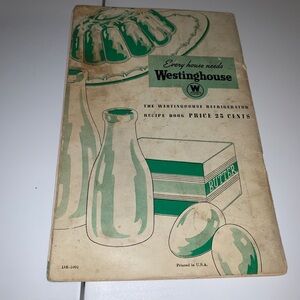 Every house needs
Westinghouse
W
THE WESTINGHOUSE REFRIGERATOR
RECIPE BOOK PRICE 25 CENTS
BUTTER
Printed in U.S.A.